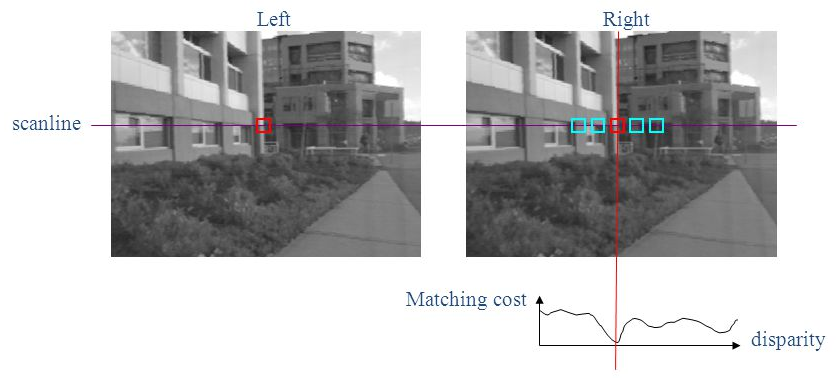 Left
Right
scanline
Matching cost
disparity